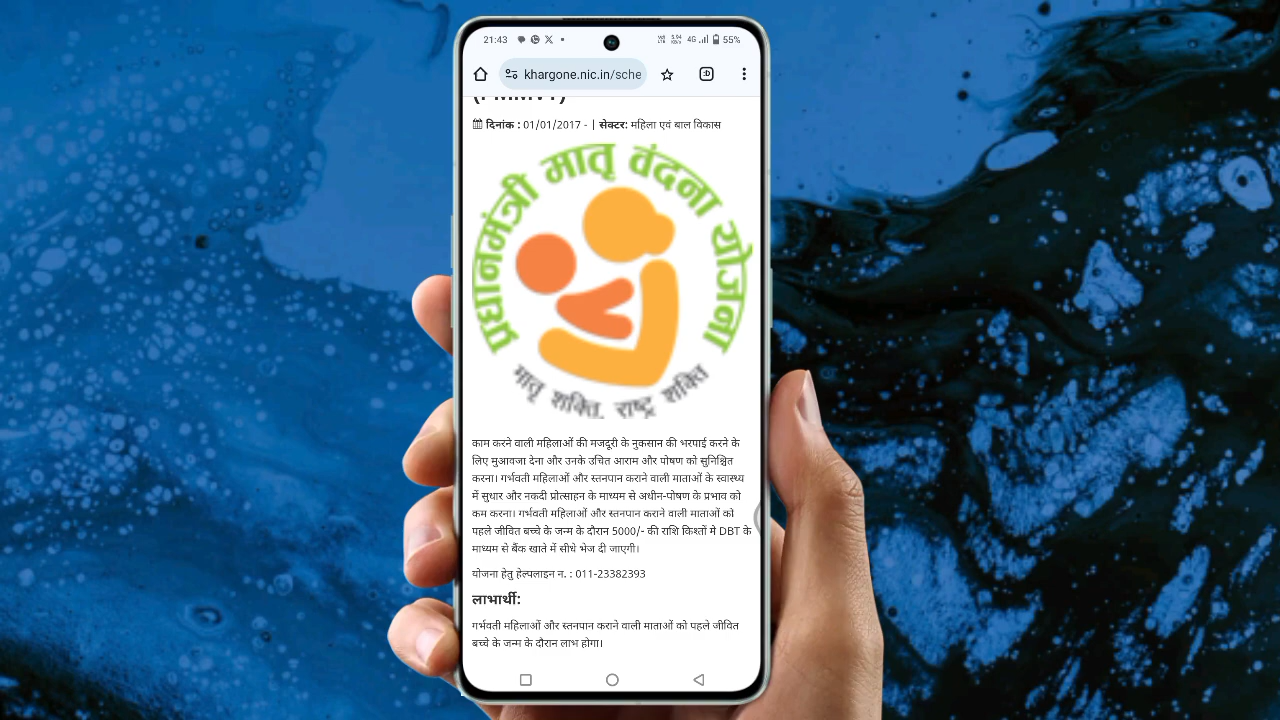 21:43
5.94
4G 55%
khargone.nic.in/sche
दिनांक : 01/01/2017 - | सेक्टर: महिला एवं बाल विकास
प्रधानमंत्री मातृ वंदना योजना
मातृ शक्ति राष्ट्र शक्ति
काम करने वाली महिलाओं की मजदूरी के नुकसान की भरपाई करने के
लिए मुआवजा देना और उनके उचित आराम और पोषण को सुनिश्चित
करना। गर्भवती महिलाओं और स्तनपान कराने वाली माताओं के स्वास्थ्य
में सुधार और नकदी प्रोत्साहन के माध्यम से अधीन-पोषण के प्रभाव को
कम करना। गर्भवती महिलाओं और स्तनपान कराने वाली माताओं को
पहले जीवित बच्चे के जन्म के दौरान 5000/- की राशि किश्तों मे DBT के
माध्यम से बैंक खाते में सीधे भेज दी जाएगी।
योजना हेतु हेल्पलाइन न. : 011-23382393
लाभार्थी:
गर्भवती महिलाओं और स्तनपान कराने वाली माताओं को पहले जीवित
बच्चे के जन्म के दौरान लाभ होगा।